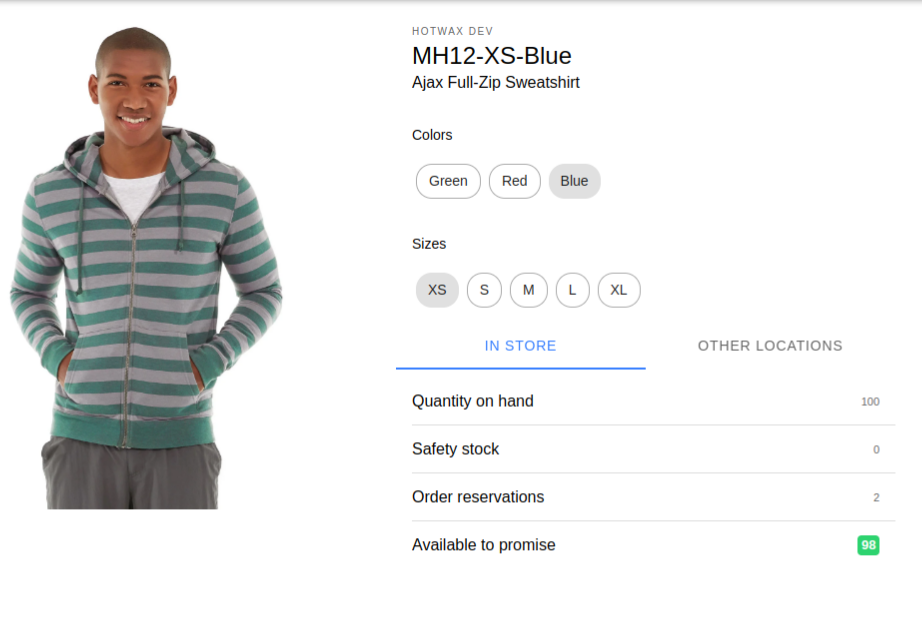 HOTWAX DEV
MH12-XS-Blue
Ajax Full-Zip Sweatshirt
Colors
Green Red Blue
Sizes
XS S M L XL
IN STORE OTHER LOCATIONS
Quantity on hand 100
Safety stock 0
Order reservations 2
Available to promise 98